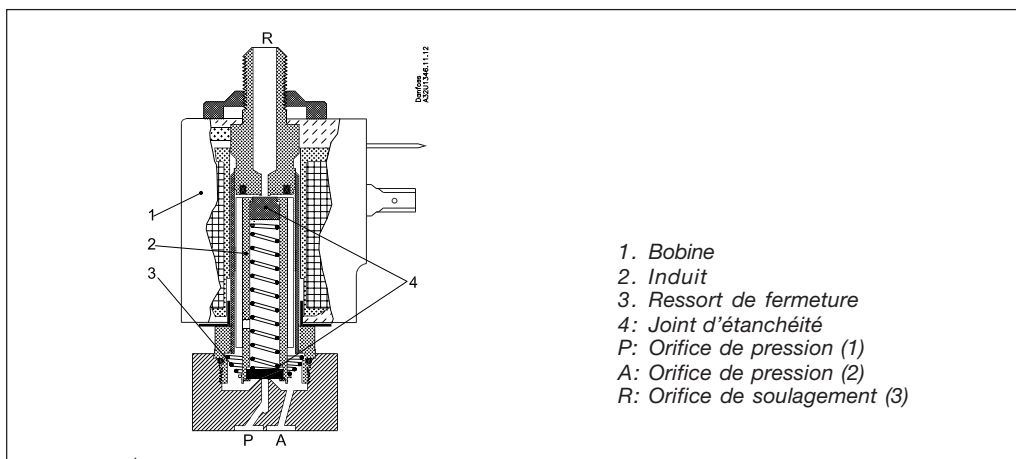 R
Danfoss
A32U1346.11.12
1
2
3
4
P A
1. Bobine
2. Induit
3. Ressort de fermeture
4: Joint d'étanchéité
P: Orifice de pression (1)
A: Orifice de pression (2)
R: Orifice de soulagement (3)